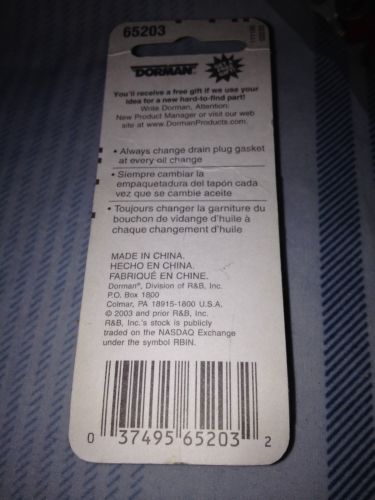 65203
DORMAN®
You'll receive a free gift if we use your
idea for a new hard-to-find part!
Write Dorman, Attention:
New Product Manager or visit our web
site at www.DormanProducts.com.
• Always change drain plug gasket
at every oil change
• Siempre cambiar la
empaquetadura del tapón cada
vez que se cambie aceite
• Toujours changer la garniture du
bouchon de vidange d'huile à
chaque changement d'huile
MADE IN CHINA.
HECHO EN CHINA.
FABRIQUÉ EN CHINE.
Dorman®, Division of R&B, Inc.
P.O. Box 1800
Colmar, PA 18915-1800 U.S.A.
© 2003 and prior R&B, Inc.
R&B, Inc.'s stock is publicly
traded on the NASDAQ Exchange
under the symbol RBIN.
0 37495 65203 2